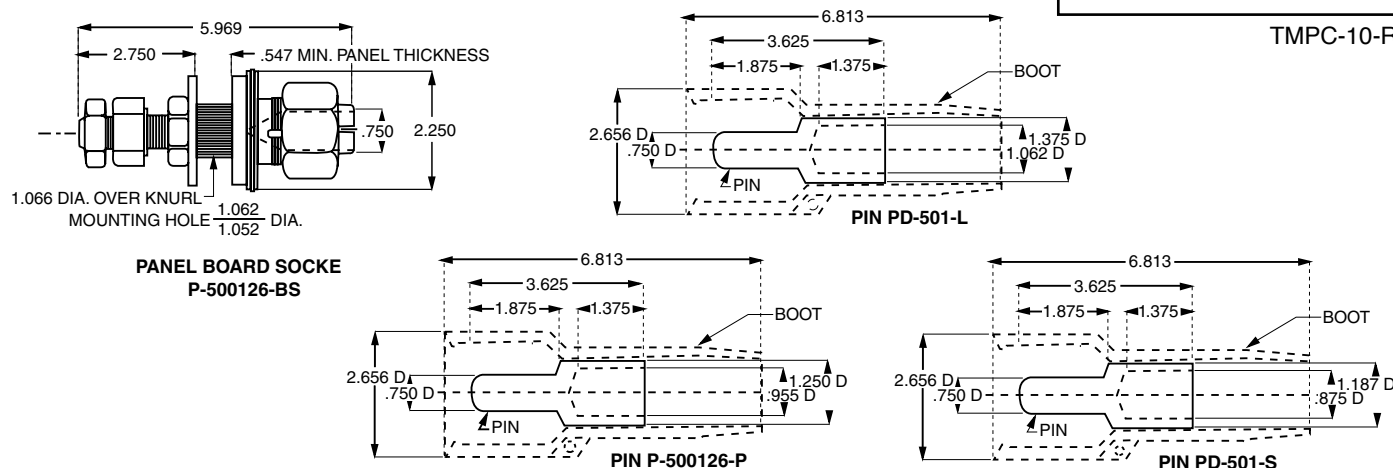 TMPC-10-R
5.969
2.750
.547 MIN. PANEL THICKNESS
.750
2.250
1.066 DIA. OVER KNURL
MOUNTING HOLE 1.062
1.052 DIA.
PANEL BOARD SOCKE
P-500126-BS
6.813
3.625
1.875
1.375
BOOT
2.656 D
.750 D
1.375 D
1.062 D
PIN
PIN PD-501-L
6.813
3.625
1.875
1.375
BOOT
2.656 D
.750 D
1.250 D
.955 D
PIN
PIN P-500126-P
6.813
3.625
1.875
1.375
BOOT
2.656 D
.750 D
1.187 D
.875 D
PIN
PIN PD-501-S